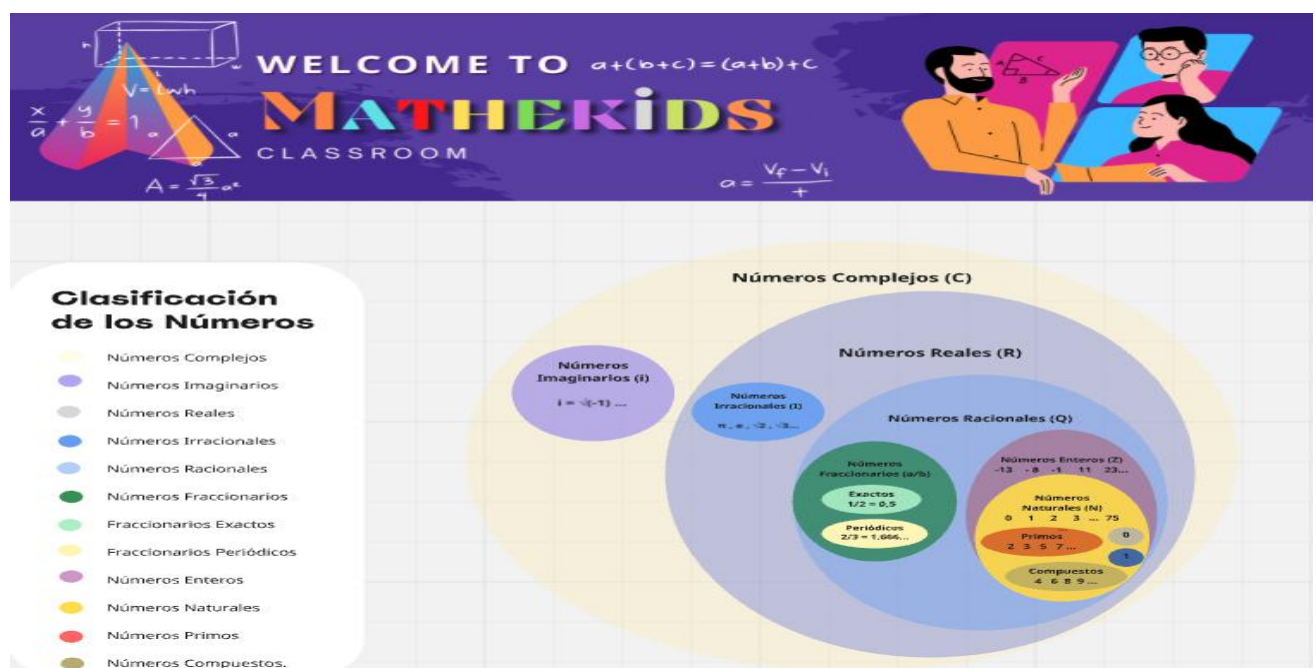 WELCOME TO a+(b+c)=(a+b)+c
MATHEKiDS
CLASSROOM
h
l
w
V=lwh
x/a + y/b = 1
a a
a
A = √3/4 a²
a = Vf - Vi / t
A C
B
Clasificación
de los Números
Números Complejos
Números Imaginarios
Números Reales
Números Irracionales
Números Racionales
Números Fraccionarios
Fraccionarios Exactos
Fraccionarios Periódicos
Números Enteros
Números Naturales
Números Primos
Números Compuestos.
Números Complejos (C)
Números Reales (R)
Números
Imaginarios (i)
i = √(-1) ...
Números
Irracionales (I)
π, e, √2, √3...
Números Racionales (Q)
Números
Fraccionarios (a/b)
Exactos
1/2 = 0,5
Periódicos
2/3 = 1,666...
Números Enteros (Z)
-13 -8 -1 11 23...
Números
Naturales (N)
0 1 2 3 ... 75
...
Primos
2 3 5 7...
0
1
Compuestos
4 6 8 9...